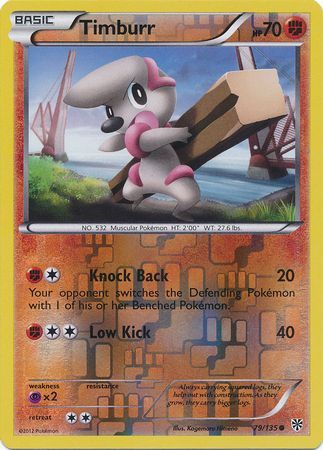 BASIC
Timburr
HP70
NO. 532 Muscular Pokémon HT: 2'00" WT: 27.6 lbs.
Knock Back 20
Your opponent switches the Defending Pokémon
with 1 of his or her Benched Pokémon.
Low Kick 40
weakness
resistance
×2
retreat
Always carrying squared logs, they
help out with construction. As they
grow, they carry bigger logs.
Illus. Kagemaru Himeno
79/135
©2012 Pokémon